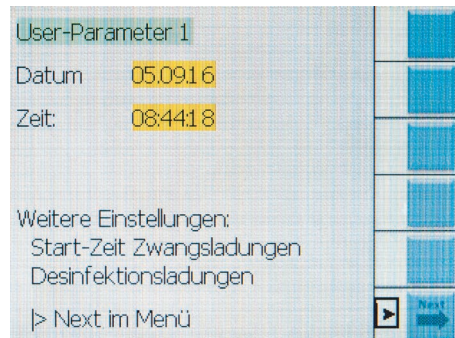 User-Parameter 1
Datum 05.09.16
Zeit: 08:44:18
Weitere Einstellungen:
Start-Zeit Zwangsladungen
Desinfektionsladungen
|> Next im Menü
Next